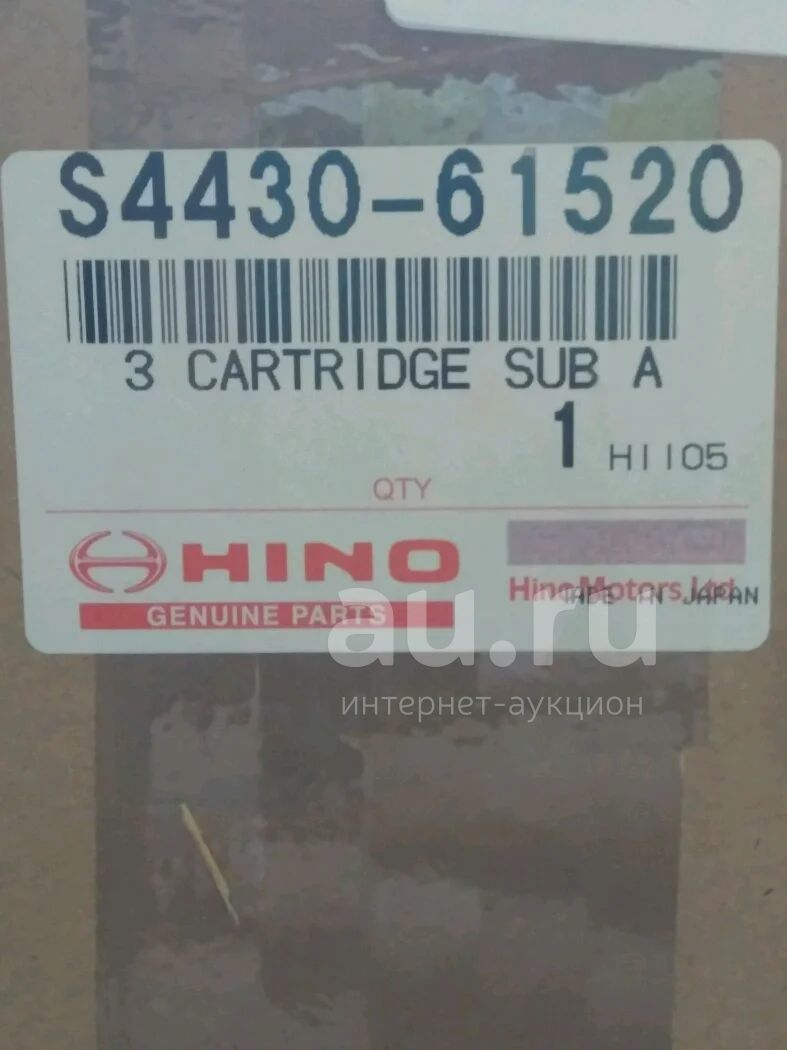 S4430-61520
3 CARTRIDGE SUB A
1 HI105
QTY
HINO
GENUINE PARTS
Hino Motors, Ltd.
MADE IN JAPAN
au.ru
интернет-аукцион